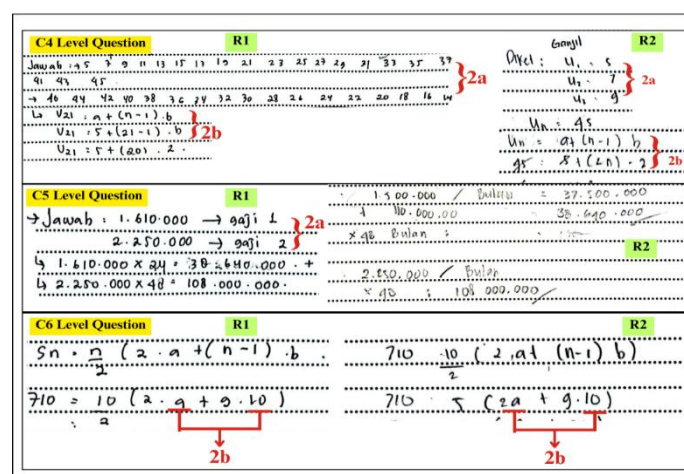 C4 Level Question R1
Jawab : → 5 7 9 11 13 15 17 19 21 23 25 27 29 31 33 35 37
41 43 45
→ 46 44 42 40 38 36 34 32 30 28 26 24 22 20 18 16 14
2a
↳ U21 : a + (n-1) . b
U21 : 5 + (21-1) . b
2b
U21 : 5 + (20) . 2 .
R2
Ganjil
Diket : U1 : 5
U2 : 7
U3 : 9
2a
Un = 45
Un : a + (n-1) b
45 : 5 + (2n) . 2
2b
C5 Level Question R1
→ Jawab : 1.610.000 → gaji 1
2.250.000 → gaji 2
2a
↳ 1.610.000 x 24 = 38.640.000 . +
↳ 2.250.000 x 48 = 108.000.000.
1.500.000 / Bulan = 37.500.000
+ 110.000,00 38.640.000
x 48 Bulan :
R2
2.250.000 / Bulan
x 48 : 108 000.000
C6 Level Question R1
Sn = n/2 (2 . a + (n-1) . b .
710 = 10/2 (2 . a + 9 . 10)
2b
R2
710 10/2 (2 . a + (n-1) b)
710 5 (2a + 9 . 10)
2b